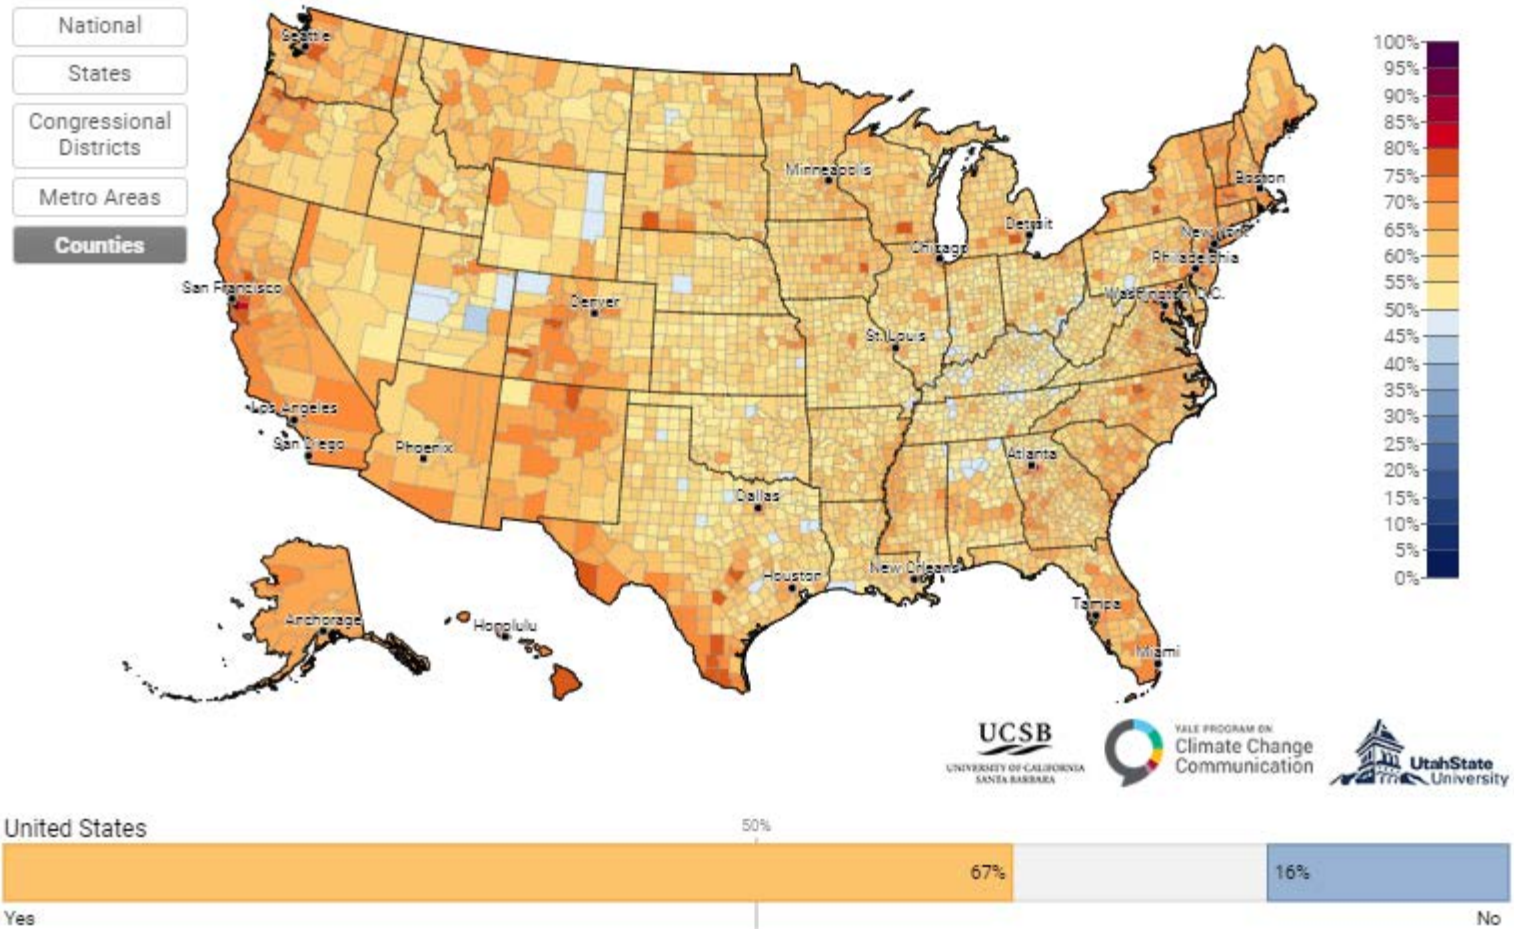 National
States
Congressional
Districts
Metro Areas
Counties
Seattle
Minneapolis
Boston
Detroit
New York
Chicago
Philadelphia
San Francisco
Denver
Washington, D.C.
St. Louis
Los Angeles
San Diego
Phoenix
Atlanta
Dallas
Houston
New Orleans
Tampa
Miami
Anchorage
Honolulu
100%
95%
90%
85%
80%
75%
70%
65%
60%
55%
50%
45%
40%
35%
30%
25%
20%
15%
10%
5%
0%
UCSB
UNIVERSITY OF CALIFORNIA
SANTA BARBARA
YALE PROGRAM ON
Climate Change
Communication
UtahState
University
United States
50%
67%
16%
Yes
No